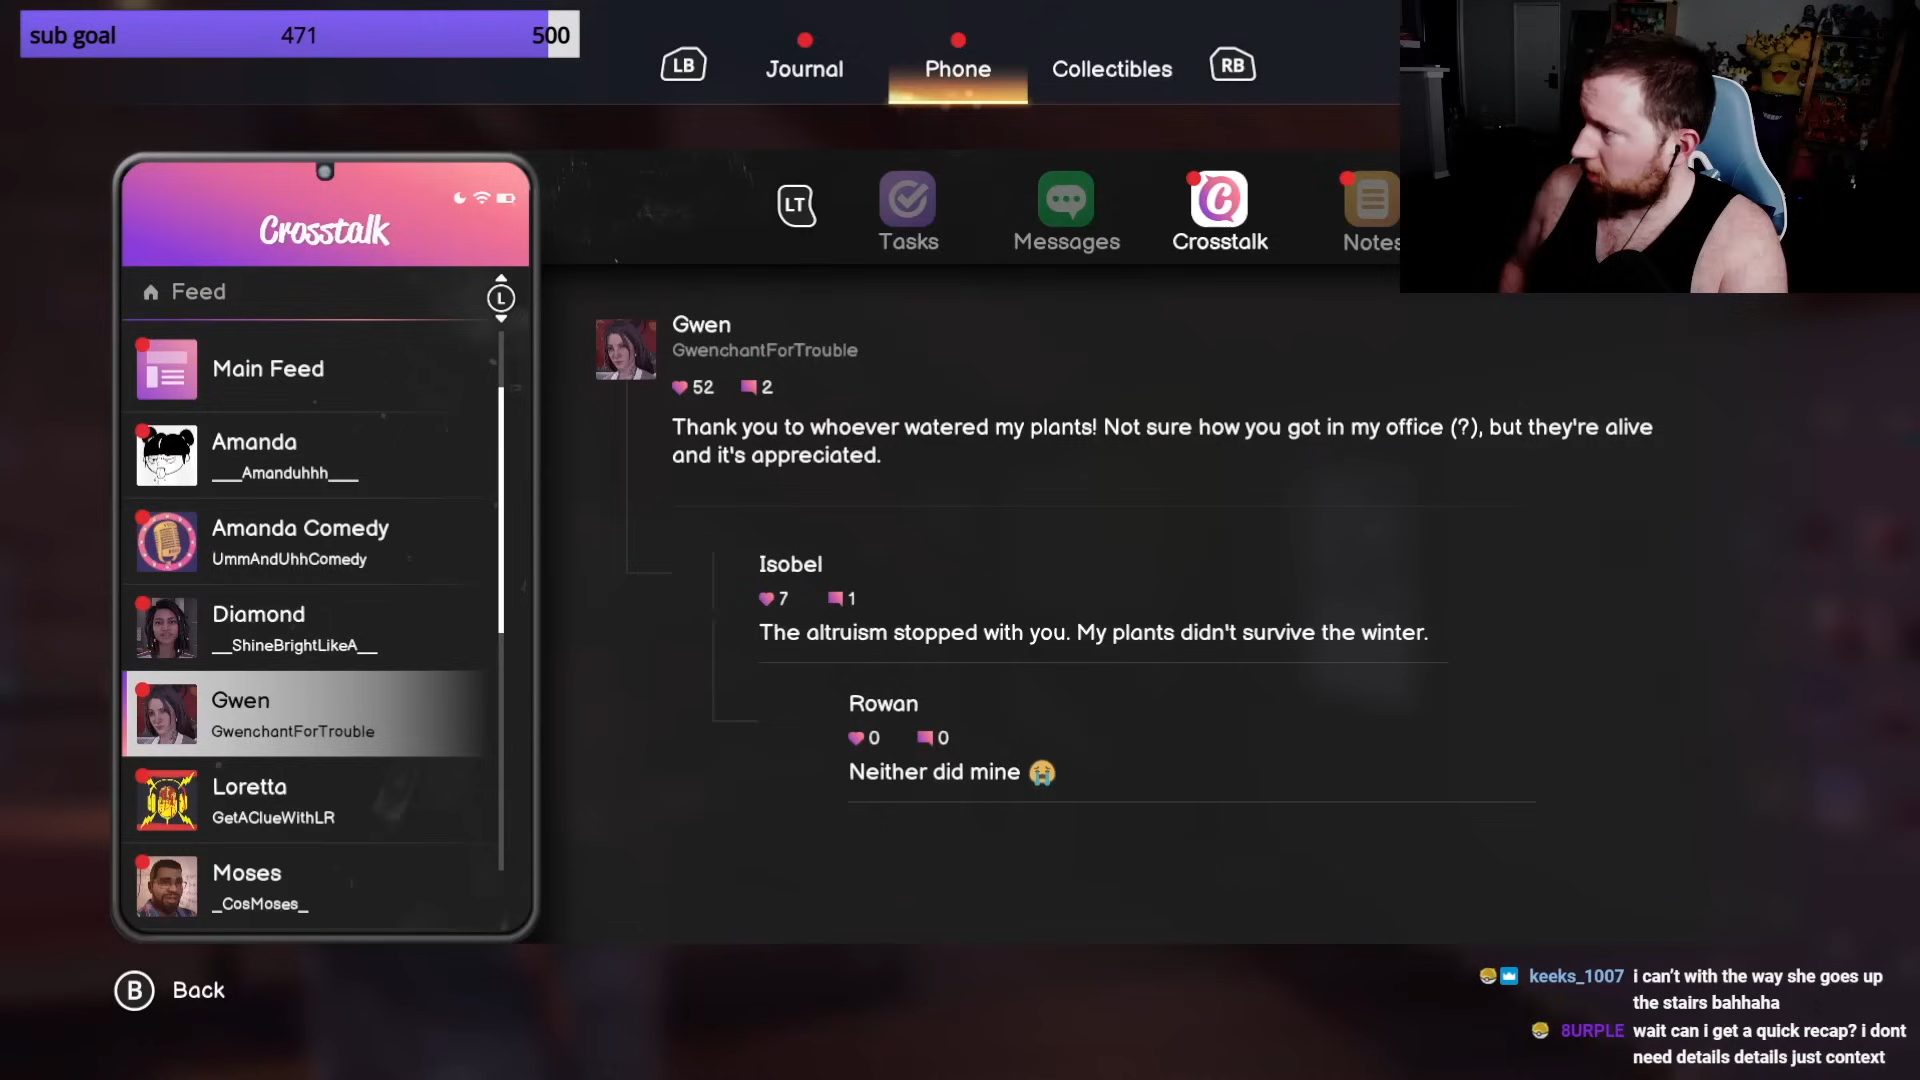 sub goal 471 500
LB Journal Phone Collectibles RB
Crosstalk
LT Tasks Messages Crosstalk Notes
Feed
L
Main Feed
Amanda
___Amanduhhh___
Amanda Comedy
UmmAndUhhComedy
Diamond
__ShineBrightLikeA__
Gwen
GwenchantForTrouble
Loretta
GetAClueWithLR
Moses
_CosMoses_
Gwen
GwenchantForTrouble
52 2
Thank you to whoever watered my plants! Not sure how you got in my office (?), but they're alive
and it's appreciated.
Isobel
7 1
The altruism stopped with you. My plants didn't survive the winter.
Rowan
0 0
Neither did mine 😭
B Back
keeks_1007 i can't with the way she goes up
the stairs bahhaha
8URPLE wait can i get a quick recap? i dont
need details details just context